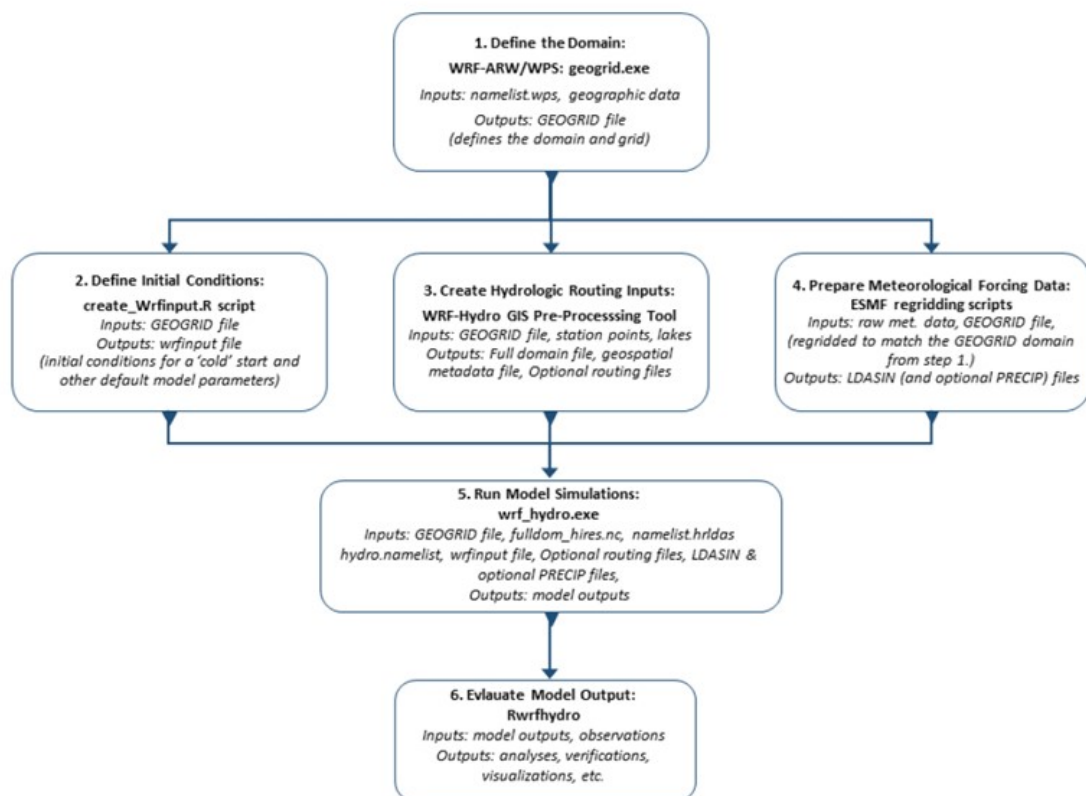 1. Define the Domain:
WRF-ARW/WPS: geogrid.exe
Inputs: namelist.wps, geographic data
Outputs: GEOGRID file
(defines the domain and grid)
2. Define Initial Conditions:
create_Wrfinput.R script
Inputs: GEOGRID file
Outputs: wrfinput file
(initial conditions for a 'cold' start and
other default model parameters)
3. Create Hydrologic Routing Inputs:
WRF-Hydro GIS Pre-Processsing Tool
Inputs: GEOGRID file, station points, lakes
Outputs: Full domain file, geospatial
metadata file, Optional routing files
4. Prepare Meteorological Forcing Data:
ESMF regridding scripts
Inputs: raw met. data, GEOGRID file,
(regridded to match the GEOGRID domain
from step 1.)
Outputs: LDASIN (and optional PRECIP) files
5. Run Model Simulations:
wrf_hydro.exe
Inputs: GEOGRID file, fulldom_hires.nc, namelist.hrldas
hydro.namelist, wrfinput file, Optional routing files, LDASIN &
optional PRECIP files,
Outputs: model outputs
6. Evlauate Model Output:
Rwrfhydro
Inputs: model outputs, observations
Outputs: analyses, verifications,
visualizations, etc.